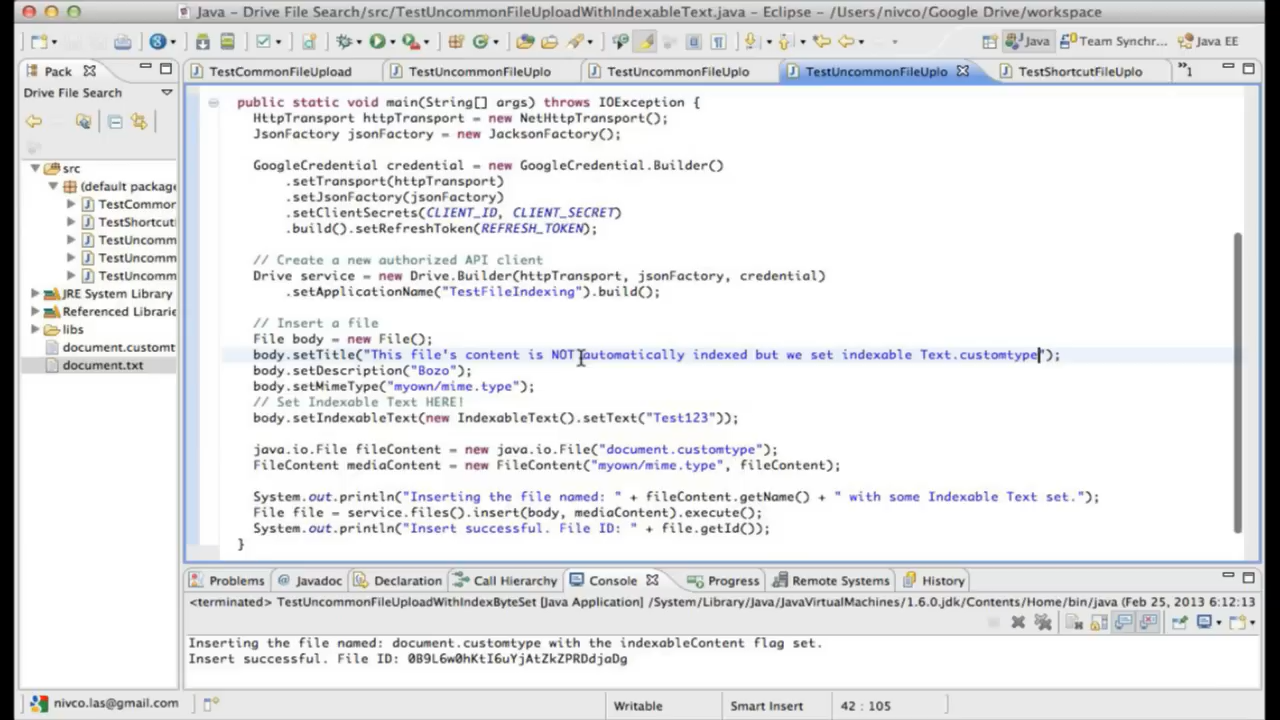 Java - Drive File Search/src/TestUncommonFileUploadWithIndexableText.java - Eclipse - /Users/nivco/Google Drive/workspace
Java
Team Synchr...
Java EE
Pack
TestCommonFileUpload
TestUncommonFileUplo
TestUncommonFileUplo
TestUncommonFileUplo
TestShortcutFileUplo
»1
Drive File Search
src
(default package
TestCommor
TestShortcut
TestUncomm
TestUncomm
TestUncomm
JRE System Library
Referenced Librarie
libs
document.customt
document.txt
public static void main(String[] args) throws IOException {
HttpTransport httpTransport = new NetHttpTransport();
JsonFactory jsonFactory = new JacksonFactory();
GoogleCredential credential = new GoogleCredential.Builder()
.setTransport(httpTransport)
.setJsonFactory(jsonFactory)
.setClientSecrets(CLIENT_ID, CLIENT_SECRET)
.build().setRefreshToken(REFRESH_TOKEN);
// Create a new authorized API client
Drive service = new Drive.Builder(httpTransport, jsonFactory, credential)
.setApplicationName("TestFileIndexing").build();
// Insert a file
File body = new File();
body.setTitle("This file's content is NOT automatically indexed but we set indexable Text.customtype");
body.setDescription("Bozo");
body.setMimeType("myown/mime.type");
// Set Indexable Text HERE!
body.setIndexableText(new IndexableText().setText("Test123"));
java.io.File fileContent = new java.io.File("document.customtype");
FileContent mediaContent = new FileContent("myown/mime.type", fileContent);
System.out.println("Inserting the file named: " + fileContent.getName() + " with some Indexable Text set.");
File file = service.files().insert(body, mediaContent).execute();
System.out.println("Insert successful. File ID: " + file.getId());
}
Problems
Javadoc
Declaration
Call Hierarchy
Console
Progress
Remote Systems
History
<terminated> TestUncommonFileUploadWithIndexByteSet [Java Application] /System/Library/Java/JavaVirtualMachines/1.6.0.jdk/Contents/Home/bin/java (Feb 25, 2013 6:12:13
Inserting the file named: document.customtype with the indexableContent flag set.
Insert successful. File ID: 0B9L6w0hKtI6uYjAtZkZPRDdjaDg
nivco.las@gmail.com
Writable
Smart Insert
42 : 105